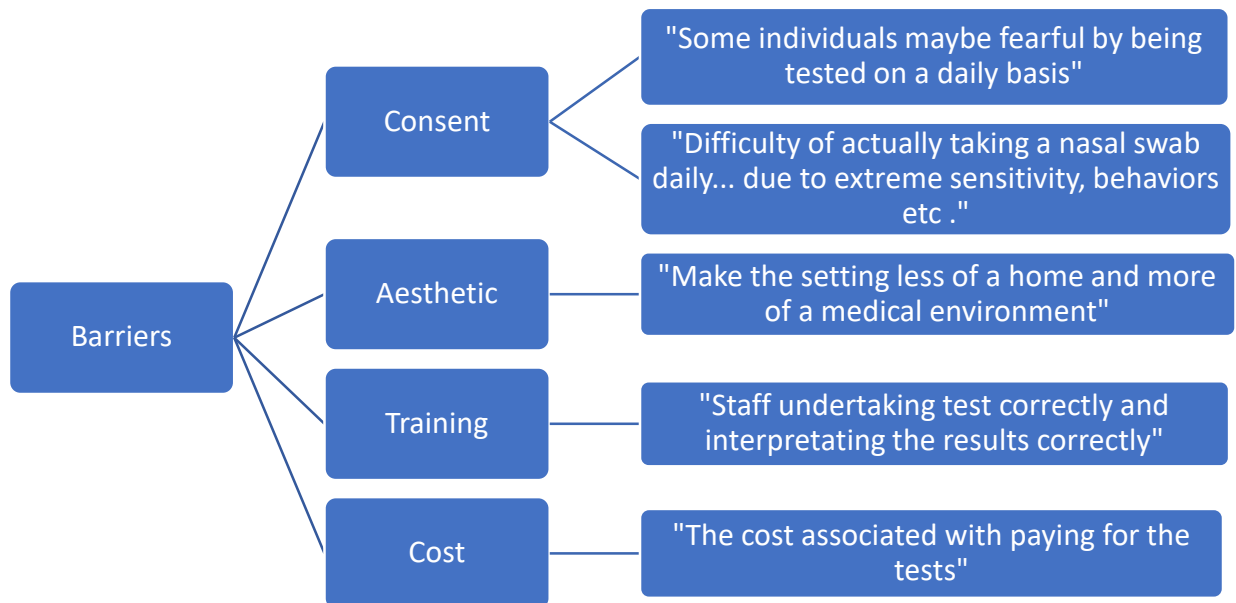 Barriers
Consent
"Some individuals maybe fearful by being
tested on a daily basis"
"Difficulty of actually taking a nasal swab
daily... due to extreme sensitivity, behaviors
etc ."
Aesthetic
"Make the setting less of a home and more
of a medical environment"
Training
"Staff undertaking test correctly and
interpretating the results correctly"
Cost
"The cost associated with paying for the
tests"